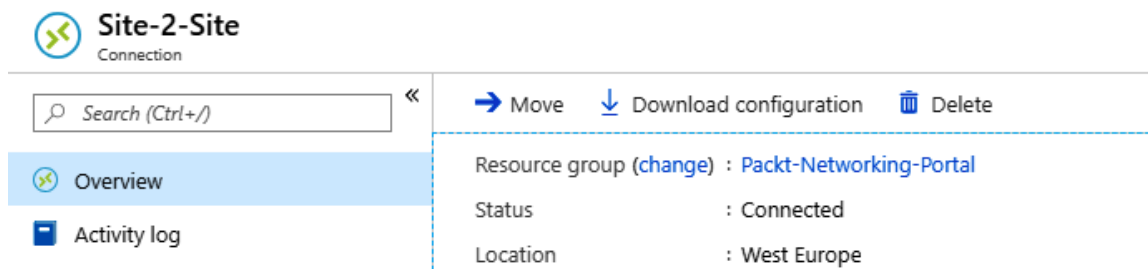 Site-2-Site
Connection
Search (Ctrl+/)
«
Move Download configuration Delete
Overview
Activity log
Resource group (change) : Packt-Networking-Portal
Status : Connected
Location : West Europe